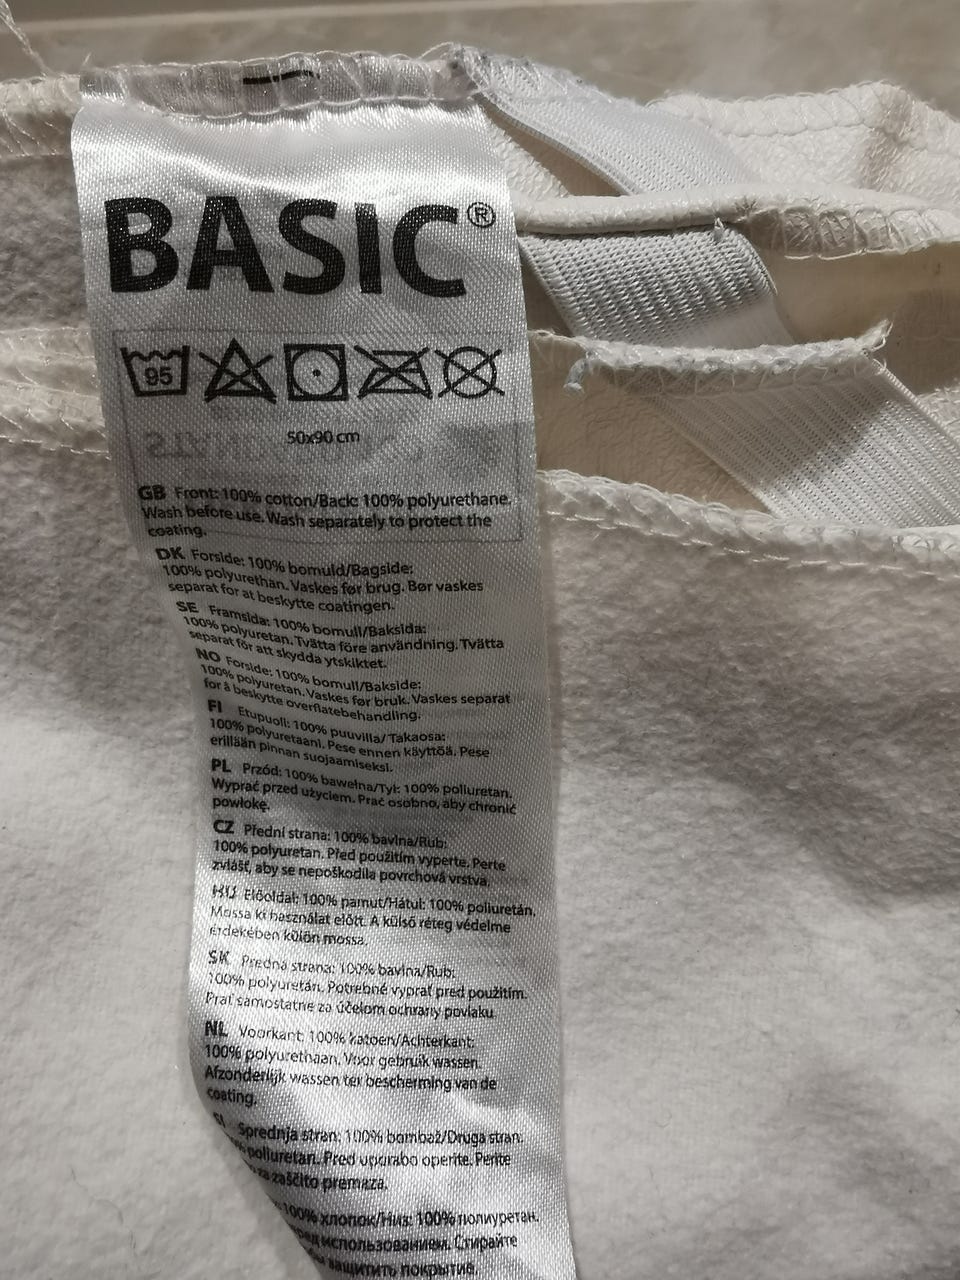 BASIC®
95
50x90 cm
GB Front: 100% cotton/Back: 100% polyurethane.
Wash before use. Wash separately to protect the
coating.
DK Forside: 100% bomuld/Bagside:
100% polyurethan. Vaskes før brug. Bør vaskes
separat for at beskytte coatingen.
SE Framsida: 100% bomull/Baksida:
100% polyuretan. Tvätta före användning. Tvätta
separat för att skydda ytskiktet.
NO Forside: 100% bomull/Bakside:
100% polyuretan. Vaskes før bruk. Vaskes separat
for å beskytte overflatebehandling.
FI Etupuoli: 100% puuvilla/Takaosa:
100% polyuretaani. Pese ennen käyttöä. Pese
erillään pinnan suojaamiseksi.
PL Przód: 100% bawełna/Tył: 100% poliuretan.
Wyprać przed użyciem. Prać osobno, aby chronić
powłokę.
CZ Přední strana: 100% bavlna/Rub:
100% polyuretan. Před použitím vyperte. Perte
zvlášť, aby se nepoškodila povrchová vrstva.
HU Előoldal: 100% pamut/Hátul: 100% poliuretán.
Mossa ki használat előtt. A külső réteg védelme
érdekében külön mossa.
SK Predná strana: 100% bavlna/Rub:
100% polyuretán. Potrebné vyprať pred použitím.
Prať samostatne za účelom ochrany povlaku.
NL Voorkant: 100% katoen/Achterkant:
100% polyurethaan. Voor gebruik wassen.
Afzonderlijk wassen ter bescherming van de
coating.
SI Sprednja stran: 100% bombaž/Druga stran:
poliuretan. Pred uporabo operite. Perite
za zaščito premaza.
100% хлопок/Низ: 100% полиуретан.
использованием. Стирайте
защитить покрытие.